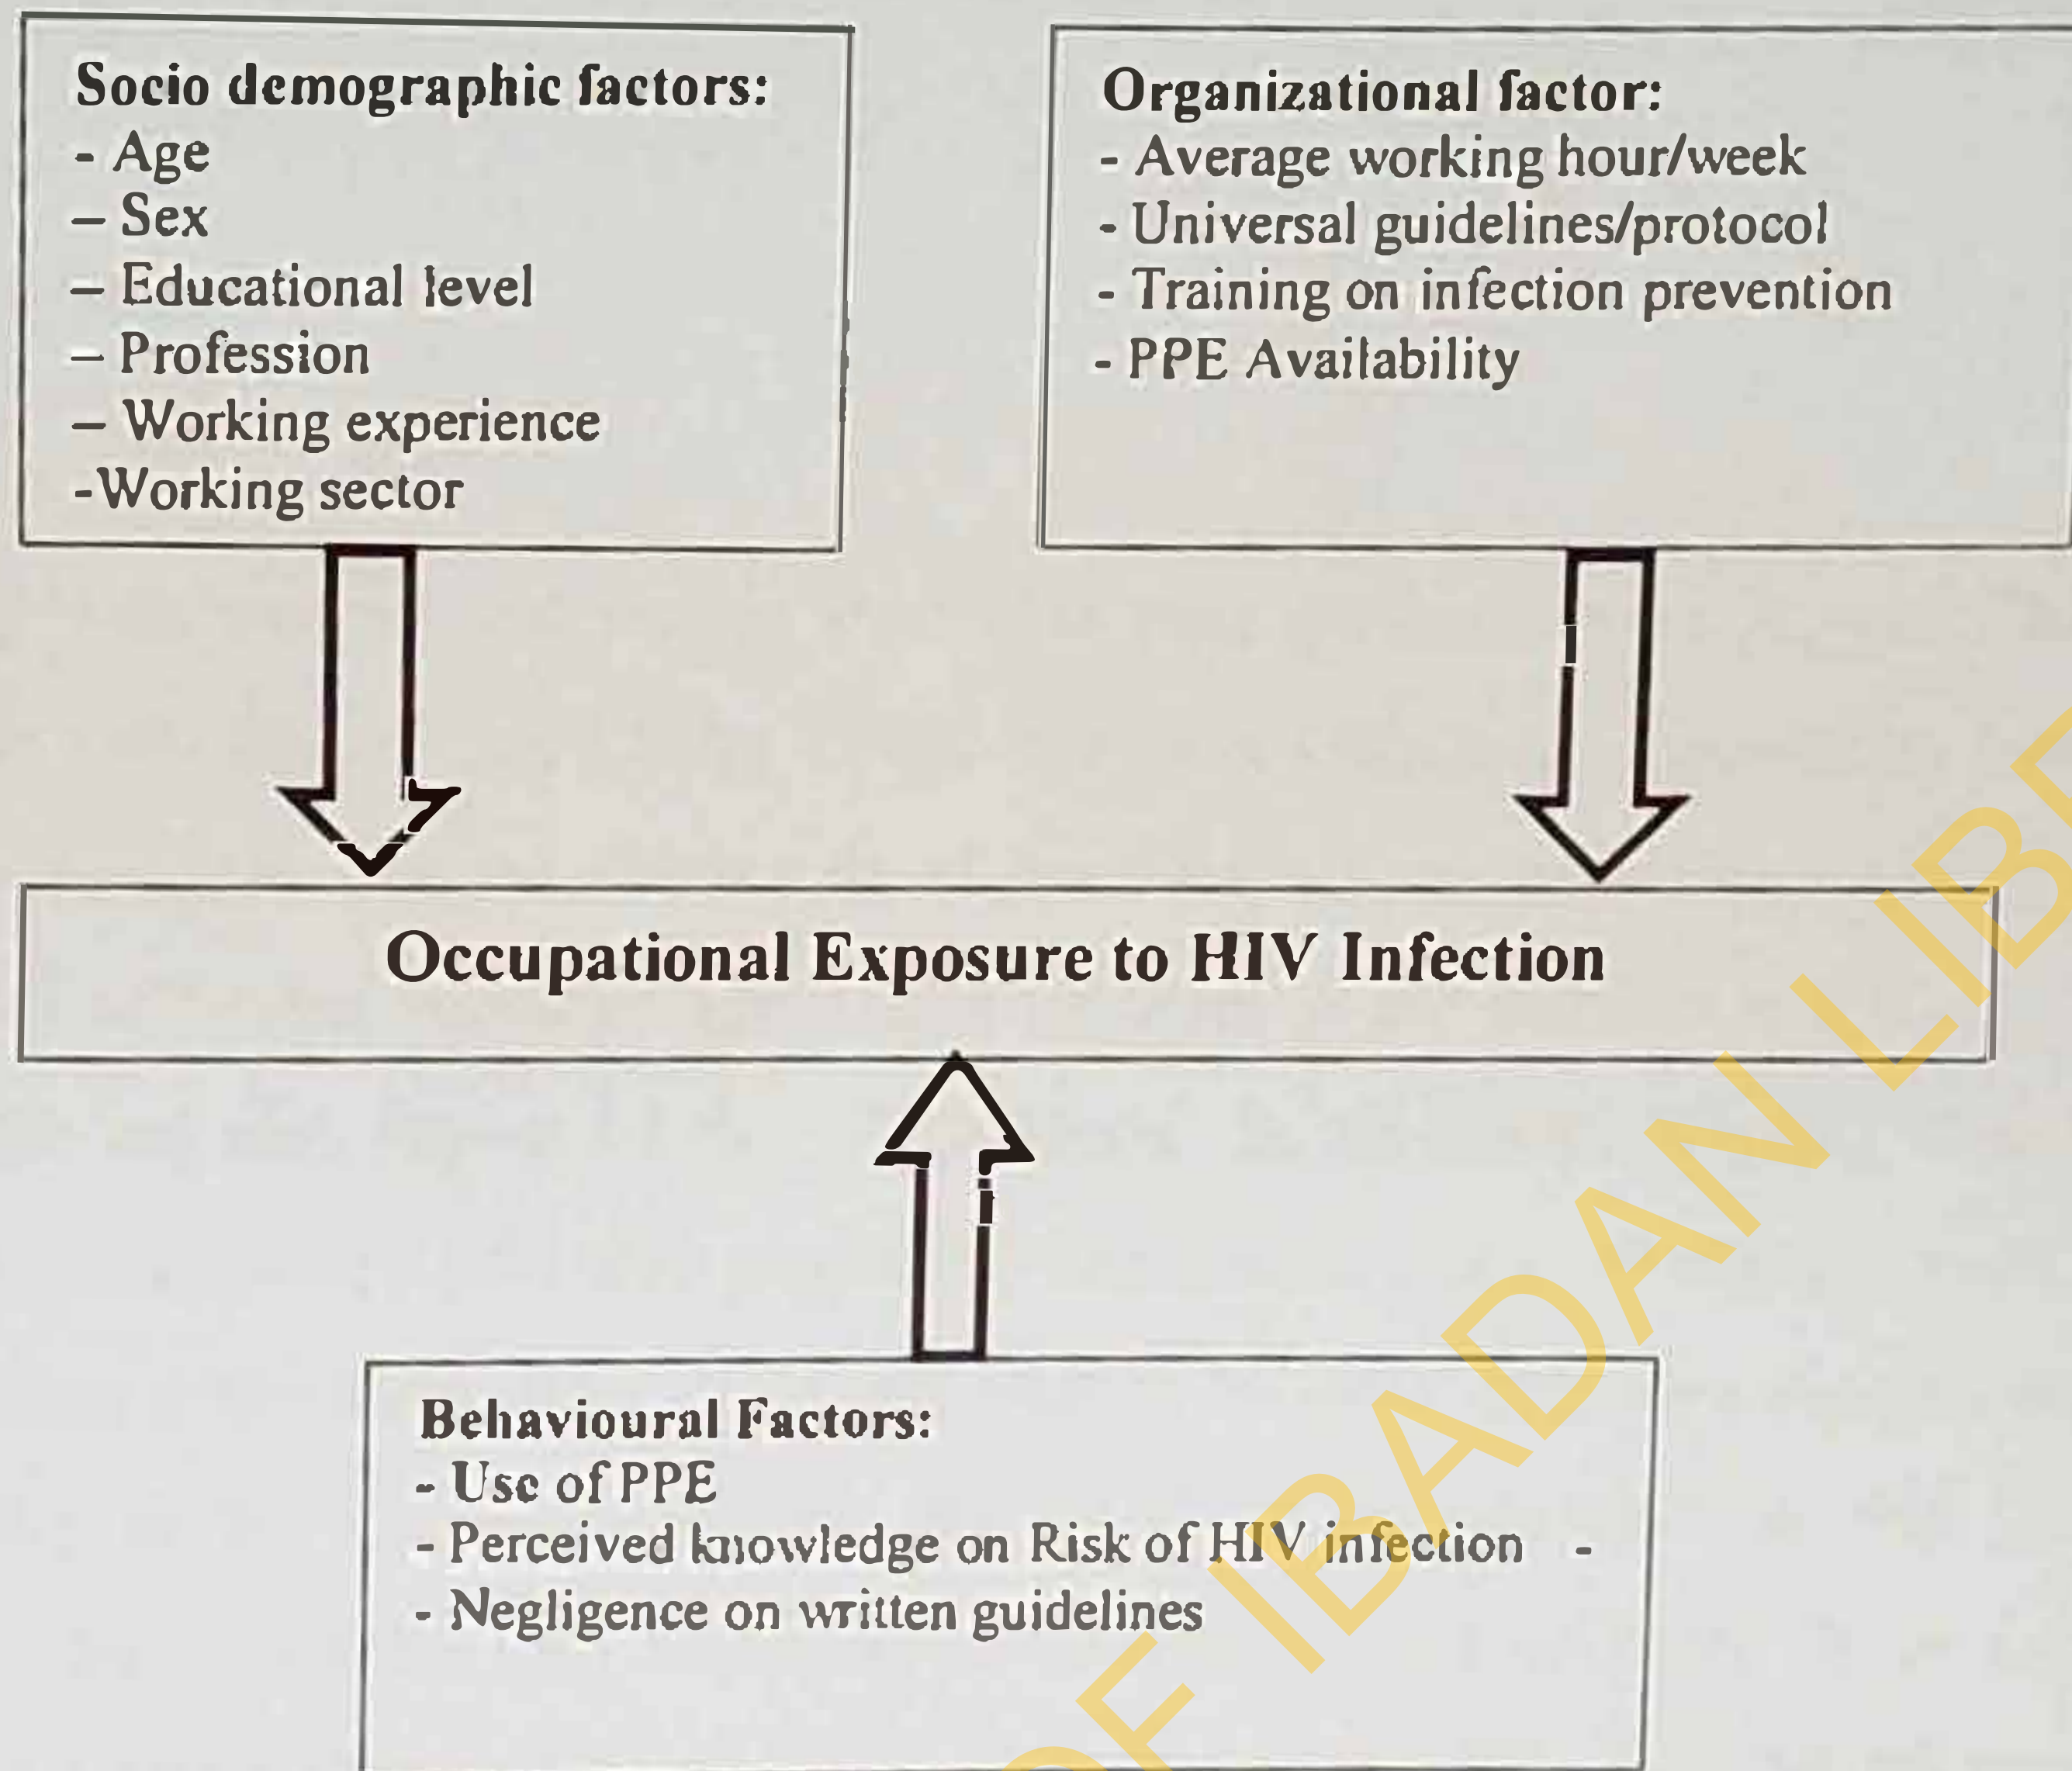 Socio demographic factors:
- Age
– Sex
– Educational level
– Profession
– Working experience
-Working sector
Organizational factor:
- Average working hour/week
- Universal guidelines/protocol
- Training on infection prevention
- PPE Availability
Occupational Exposure to HIV Infection
Behavioural Factors:
- Use of PPE
- Perceived knowledge on Risk of HIV infection -
- Negligence on written guidelines
OF IBADAN